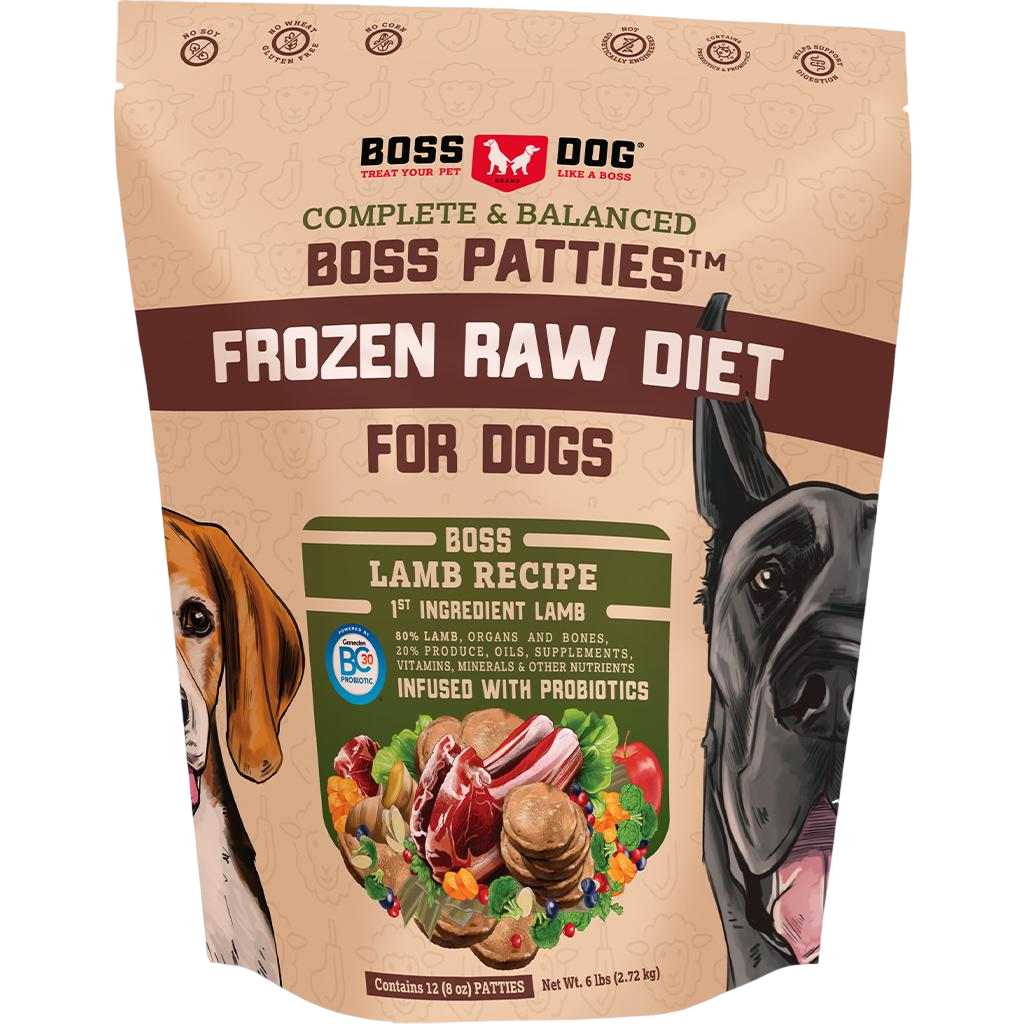 NO SOY
NO WHEAT
GLUTEN FREE
NO CORN
NOT
GENETICALLY ENGINEERED
CONTAINS
PREBIOTICS & PROBIOTICS
HELPS SUPPORT
DIGESTION
BOSS DOG®
TREAT YOUR PET LIKE A BOSS
BRAND
COMPLETE & BALANCED
BOSS PATTIES™
FROZEN RAW DIET
FOR DOGS
BOSS
LAMB RECIPE
1ST INGREDIENT LAMB
80% LAMB, ORGANS AND BONES,
20% PRODUCE, OILS, SUPPLEMENTS,
VITAMINS, MINERALS & OTHER NUTRIENTS
INFUSED WITH PROBIOTICS
POWERED BY
Ganeden
BC30
PROBIOTIC
Contains 12 (8 oz) PATTIES Net Wt. 6 lbs (2.72 kg)